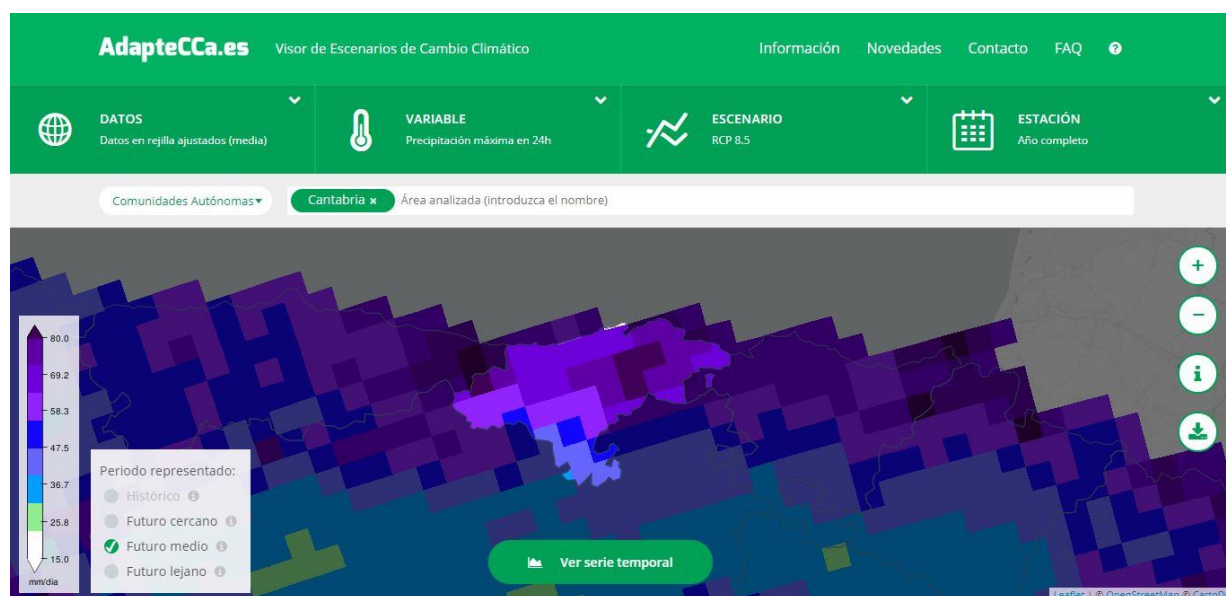 AdapteCCa.es Visor de Escenarios de Cambio Climático Información Novedades Contacto FAQ ?
DATOS
Datos en rejilla ajustados (media)
VARIABLE
Precipitación máxima en 24h
ESCENARIO
RCP 8.5
ESTACIÓN
Año completo
Comunidades Autónomas Cantabria × Área analizada (introduzca el nombre)
+
−
i
80.0
69.2
58.3
47.5
36.7
25.8
15.0
mm/dia
Periodo representado:
Histórico i
Futuro cercano i
Futuro medio i
Futuro lejano i
Ver serie temporal
Leaflet | © OpenStreetMap © CartoD